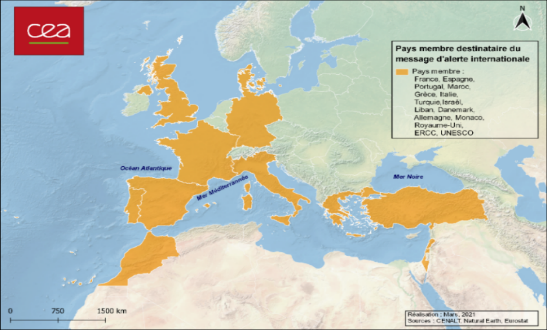 cea
N
Pays membre destinataire du
message d'alerte internationale
Pays membre :
France, Espagne,
Portugal, Maroc,
Grèce, Italie,
Turquie,Israël,
Liban, Danemark,
Allemagne, Monaco,
Royaume-Uni,
ERCC, UNESCO
Océan Atlantique
Mer Méditerranée
Mer Noire
0 750 1500 km
Réalisation : Mars, 2021
Sources : CENALT, Natural Earth, Eurostat